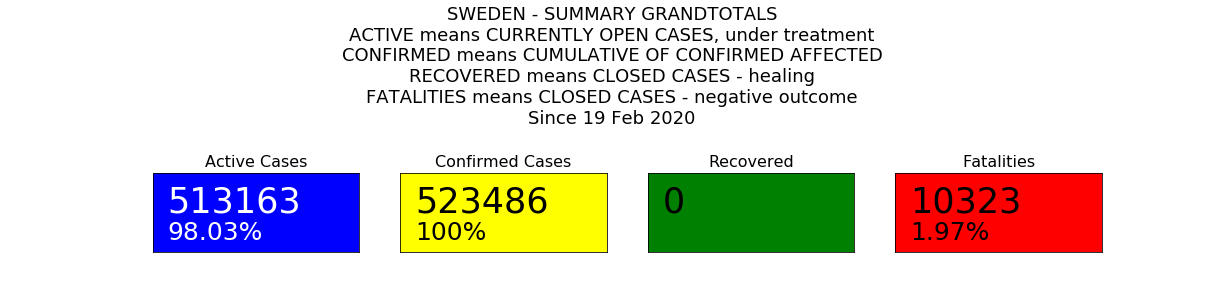 SWEDEN - SUMMARY GRANDTOTALS
ACTIVE means CURRENTLY OPEN CASES, under treatment
CONFIRMED means CUMULATIVE OF CONFIRMED AFFECTED
RECOVERED means CLOSED CASES - healing
FATALITIES means CLOSED CASES - negative outcome
Since 19 Feb 2020
Active Cases
513163
98.03%
Confirmed Cases
523486
100%
Recovered
0
Fatalities
10323
1.97%